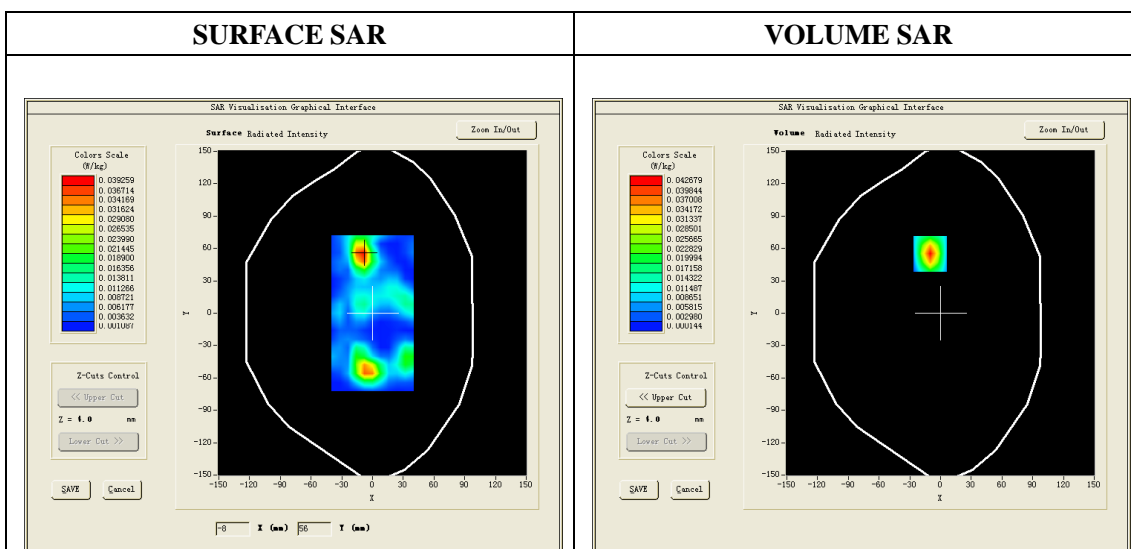 SURFACE SAR
SAR Visualisation Graphical Interface
Surface Radiated Intensity
Zoom In/Out
Colors Scale
(W/kg)
0.039259
0.036714
0.034169
0.031624
0.029080
0.026535
0.023990
0.021445
0.018900
0.016356
0.013811
0.011266
0.008721
0.006177
0.003632
0.001087
150
120
90
60
30
0
-30
-60
-90
-120
-150
Y
-150 -120 -90 -60 -30 0 30 60 90 120 150
X
Z-Cuts Control
<< Upper Cut
Z = 4.0 mm
Lower Cut >>
SAVE Cancel
-8 X (mm) 56 Y (mm)
VOLUME SAR
SAR Visualisation Graphical Interface
Volume Radiated Intensity
Zoom In/Out
Colors Scale
(W/kg)
0.042679
0.039844
0.037008
0.034172
0.031337
0.028501
0.025665
0.022829
0.019994
0.017158
0.014322
0.011487
0.008651
0.005815
0.002980
0.000144
150
120
90
60
30
0
-30
-60
-90
-120
-150
Y
-150 -120 -90 -60 -30 0 30 60 90 120 150
X
Z-Cuts Control
<< Upper Cut
Z = 4.0 mm
Lower Cut >>
SAVE Cancel